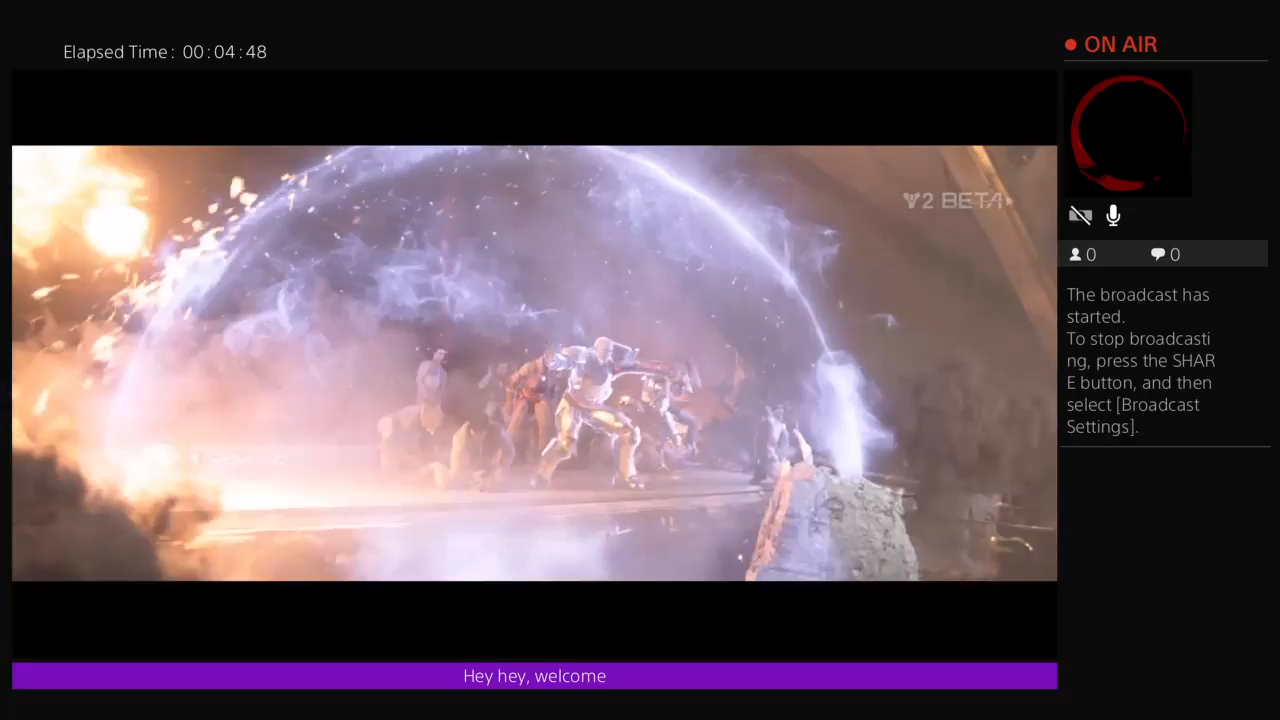 Elapsed Time: 00:04:48
ON AIR
2 BETA
0
0
The broadcast has
started.
To stop broadcasti
ng, press the SHAR
E button, and then
select [Broadcast
Settings].
Hey hey, welcome